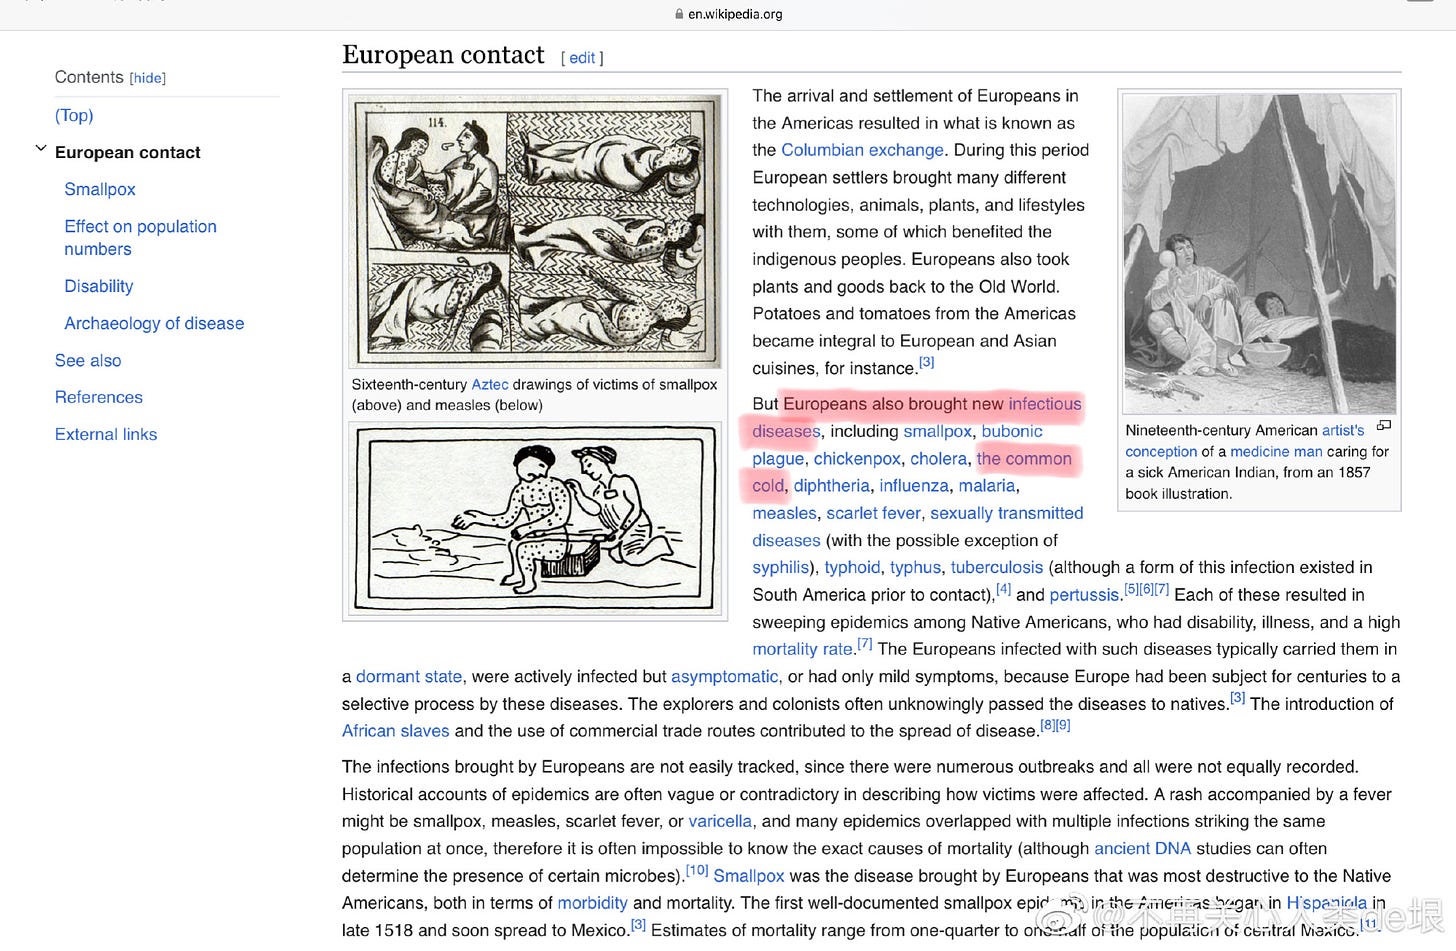 en.wikipedia.org
Contents [hide]
(Top)
European contact
Smallpox
Effect on population
numbers
Disability
Archaeology of disease
See also
References
External links
European contact [ edit ]
114.
Sixteenth-century Aztec drawings of victims of smallpox
(above) and measles (below)
The arrival and settlement of Europeans in
the Americas resulted in what is known as
the Columbian exchange. During this period
European settlers brought many different
technologies, animals, plants, and lifestyles
with them, some of which benefited the
indigenous peoples. Europeans also took
plants and goods back to the Old World.
Potatoes and tomatoes from the Americas
became integral to European and Asian
cuisines, for instance.[3]
Nineteenth-century American artist's
conception of a medicine man caring for
a sick American Indian, from an 1857
book illustration.
But Europeans also brought new infectious
diseases, including smallpox, bubonic
plague, chickenpox, cholera, the common
cold, diphtheria, influenza, malaria,
measles, scarlet fever, sexually transmitted
diseases (with the possible exception of
syphilis), typhoid, typhus, tuberculosis (although a form of this infection existed in
South America prior to contact),[4] and pertussis.[5][6][7] Each of these resulted in
sweeping epidemics among Native Americans, who had disability, illness, and a high
mortality rate.[7] The Europeans infected with such diseases typically carried them in
a dormant state, were actively infected but asymptomatic, or had only mild symptoms, because Europe had been subject for centuries to a
selective process by these diseases. The explorers and colonists often unknowingly passed the diseases to natives.[3] The introduction of
African slaves and the use of commercial trade routes contributed to the spread of disease.[8][9]
The infections brought by Europeans are not easily tracked, since there were numerous outbreaks and all were not equally recorded.
Historical accounts of epidemics are often vague or contradictory in describing how victims were affected. A rash accompanied by a fever
might be smallpox, measles, scarlet fever, or varicella, and many epidemics overlapped with multiple infections striking the same
population at once, therefore it is often impossible to know the exact causes of mortality (although ancient DNA studies can often
determine the presence of certain microbes).[10] Smallpox was the disease brought by Europeans that was most destructive to the Native
Americans, both in terms of morbidity and mortality. The first well-documented smallpox epidemic in the Americas began in Hispaniola in
late 1518 and soon spread to Mexico.[3] Estimates of mortality range from one-quarter to one-half of the population of central Mexico.[11]
@不再关心人类de垠